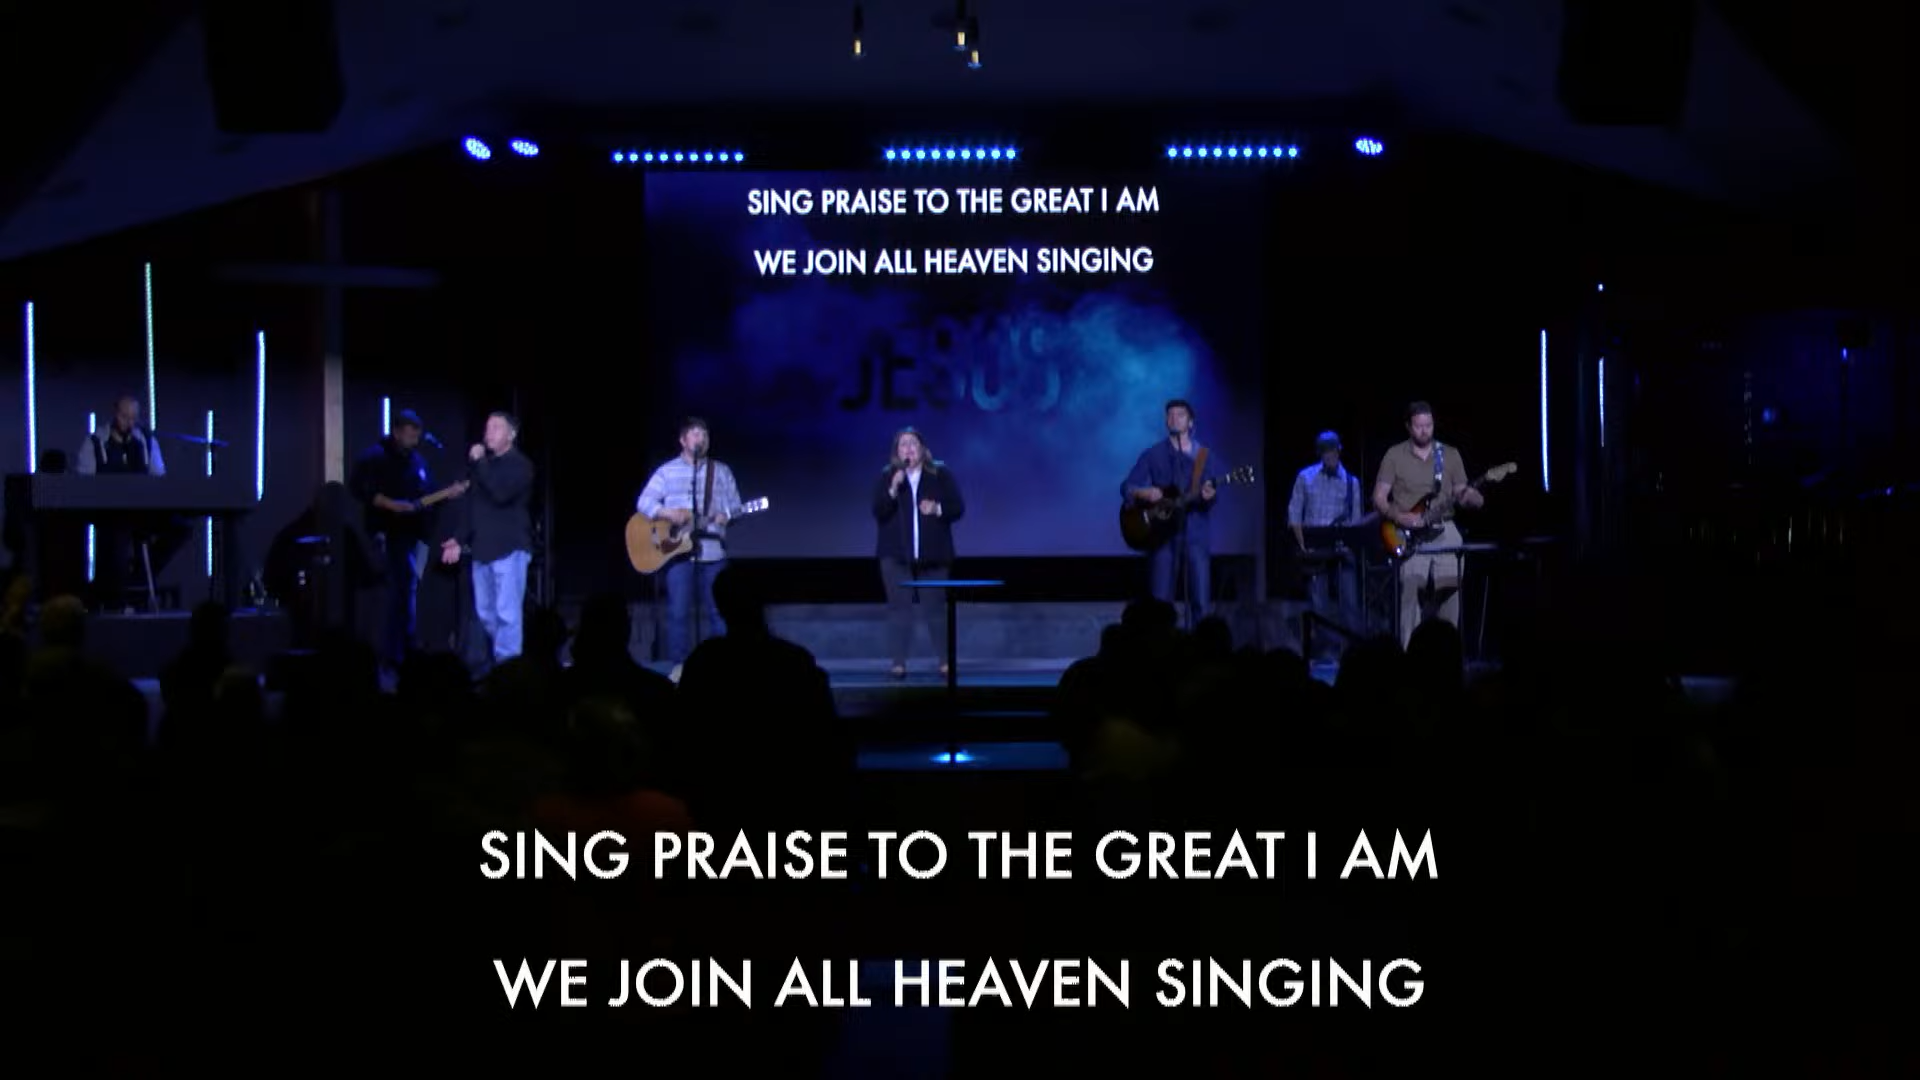 SING PRAISE TO THE GREAT I AM
WE JOIN ALL HEAVEN SINGING
JESUS
SING PRAISE TO THE GREAT I AM
WE JOIN ALL HEAVEN SINGING